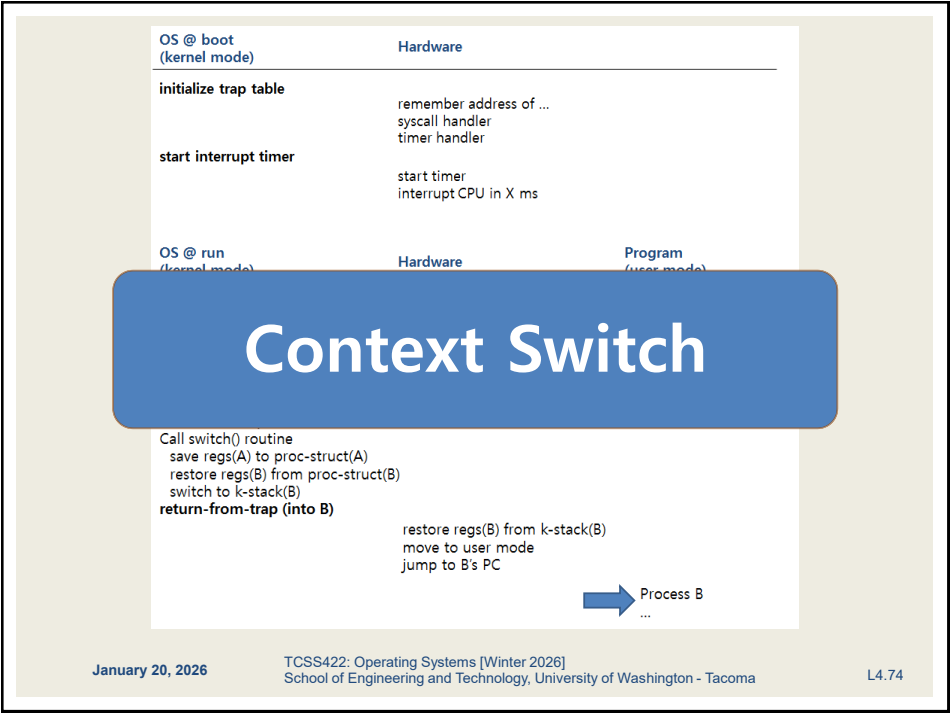 OS @ boot
(kernel mode)
Hardware
initialize trap table
remember address of ...
syscall handler
timer handler
start interrupt timer
start timer
interrupt CPU in X ms
OS @ run
(kernel mode)
Hardware
Program
(user mode)
Context Switch
Call switch() routine
save regs(A) to proc-struct(A)
restore regs(B) from proc-struct(B)
switch to k-stack(B)
return-from-trap (into B)
restore regs(B) from k-stack(B)
move to user mode
jump to B's PC
Process B
...
January 20, 2026
TCSS422: Operating Systems [Winter 2026]
School of Engineering and Technology, University of Washington - Tacoma
L4.74